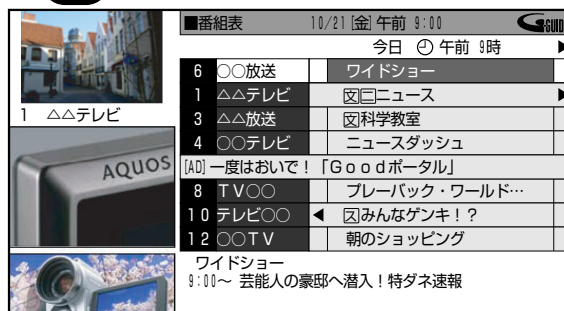 ■番組表 10/21[金]午前 9:00 G-GUID
今日 午前 9時 ▶
6 ○○放送 ワイドショー
1 △△テレビ 文二ニュース ▶
3 △△放送 文科学教室
4 ○○テレビ ニュースダッシュ
[AD]一度はおいで!「Goodポータル」
8 TV○○ プレーバック・ワールド…
10 テレビ○○ ◀ スみんなゲンキ!?
12 ○○TV 朝のショッピング
ワイドショー
9:00〜 芸能人の豪邸へ潜入!特ダネ速報
1 △△テレビ
AQUOS